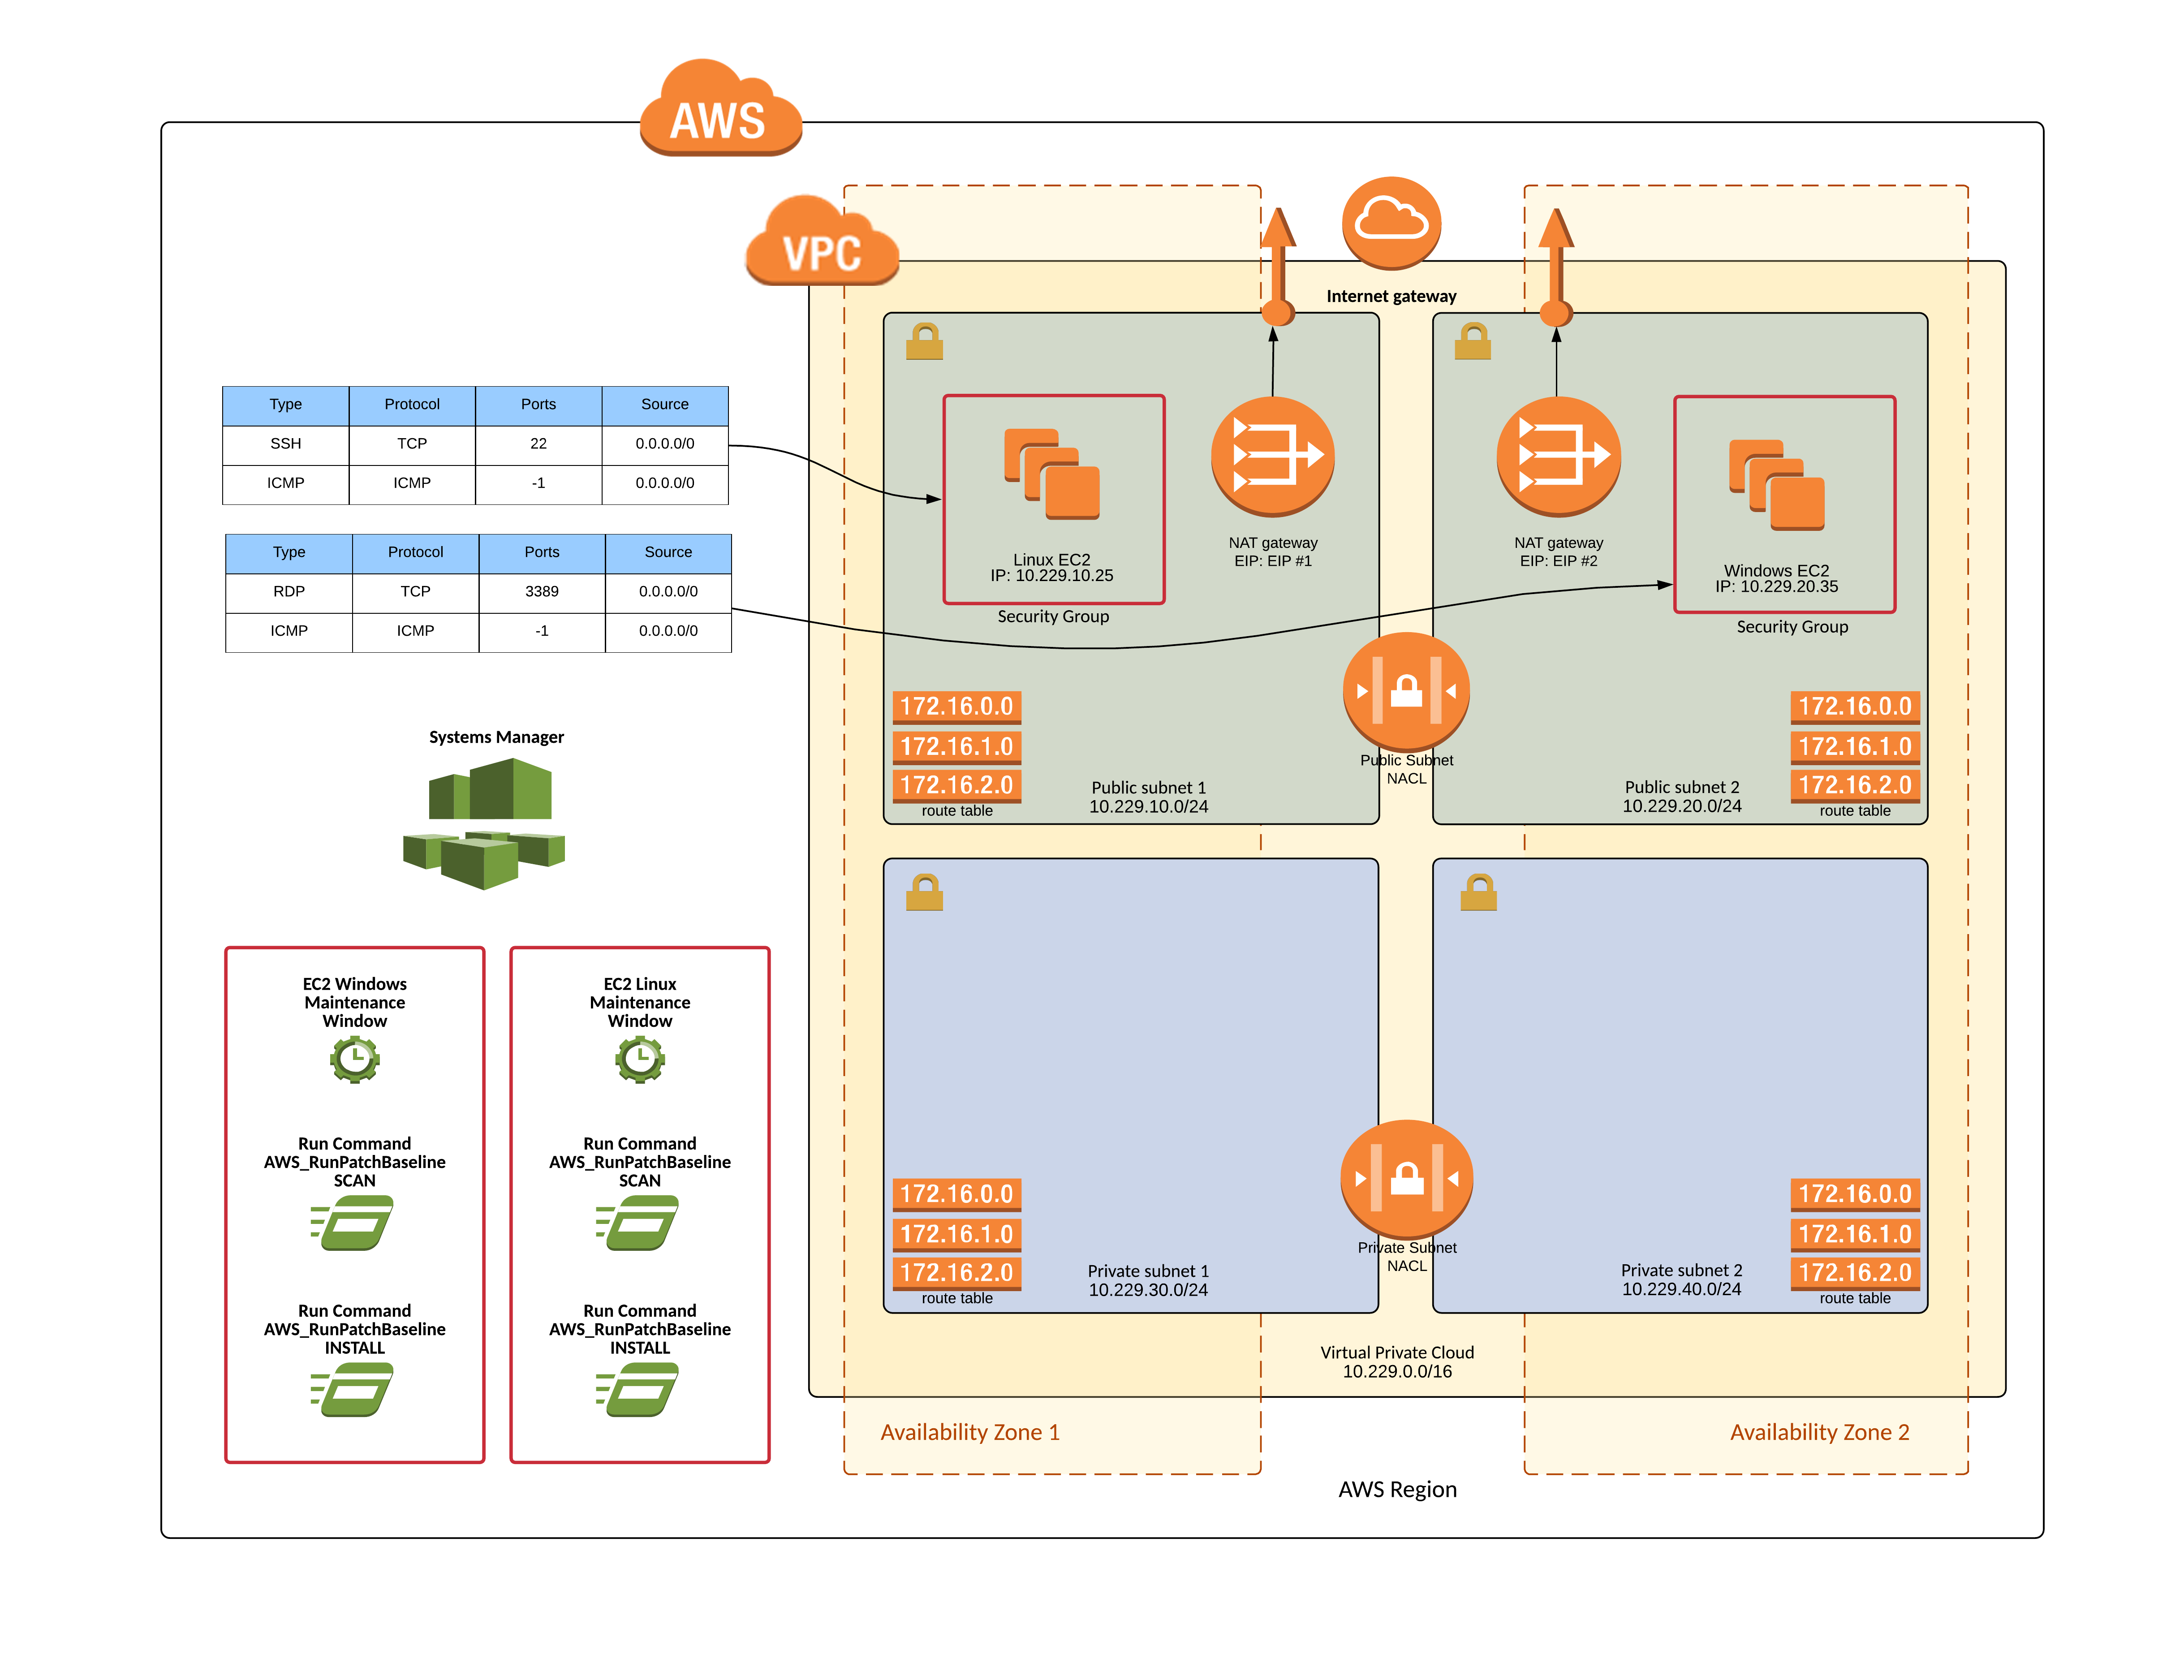 AWS
VPC
Internet gateway
Type Protocol Ports Source
SSH TCP 22 0.0.0.0/0
ICMP ICMP -1 0.0.0.0/0
Type Protocol Ports Source
RDP TCP 3389 0.0.0.0/0
ICMP ICMP -1 0.0.0.0/0
Linux EC2
IP: 10.229.10.25
Security Group
NAT gateway
EIP: EIP #1
NAT gateway
EIP: EIP #2
Windows EC2
IP: 10.229.20.35
Security Group
172.16.0.0
172.16.1.0
172.16.2.0
route table
Public subnet 1
10.229.10.0/24
Public Subnet
NACL
Public subnet 2
10.229.20.0/24
172.16.0.0
172.16.1.0
172.16.2.0
route table
Systems Manager
EC2 Windows
Maintenance
Window
Run Command
AWS_RunPatchBaseline
SCAN
Run Command
AWS_RunPatchBaseline
INSTALL
EC2 Linux
Maintenance
Window
Run Command
AWS_RunPatchBaseline
SCAN
Run Command
AWS_RunPatchBaseline
INSTALL
172.16.0.0
172.16.1.0
172.16.2.0
route table
Private subnet 1
10.229.30.0/24
Private Subnet
NACL
Private subnet 2
10.229.40.0/24
172.16.0.0
172.16.1.0
172.16.2.0
route table
Virtual Private Cloud
10.229.0.0/16
Availability Zone 1
Availability Zone 2
AWS Region